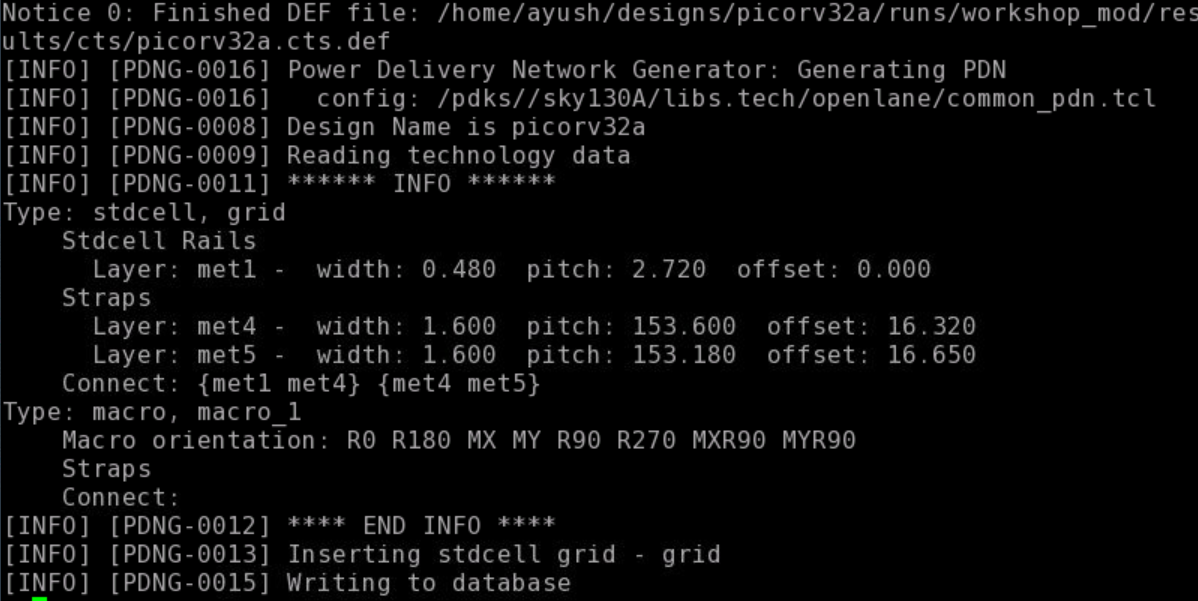 Notice 0: Finished DEF file: /home/ayush/designs/picorv32a/runs/workshop_mod/res
ults/cts/picorv32a.cts.def
[INFO] [PDNG-0016] Power Delivery Network Generator: Generating PDN
[INFO] [PDNG-0016]   config: /pdks//sky130A/libs.tech/openlane/common_pdn.tcl
[INFO] [PDNG-0008] Design Name is picorv32a
[INFO] [PDNG-0009] Reading technology data
[INFO] [PDNG-0011] ****** INFO ******
Type: stdcell, grid
    Stdcell Rails
      Layer: met1 -  width: 0.480  pitch: 2.720  offset: 0.000
    Straps
      Layer: met4 -  width: 1.600  pitch: 153.600  offset: 16.320
      Layer: met5 -  width: 1.600  pitch: 153.180  offset: 16.650
    Connect: {met1 met4} {met4 met5}
Type: macro, macro_1
    Macro orientation: R0 R180 MX MY R90 R270 MXR90 MYR90
    Straps
    Connect:
[INFO] [PDNG-0012] **** END INFO ****
[INFO] [PDNG-0013] Inserting stdcell grid - grid
[INFO] [PDNG-0015] Writing to database